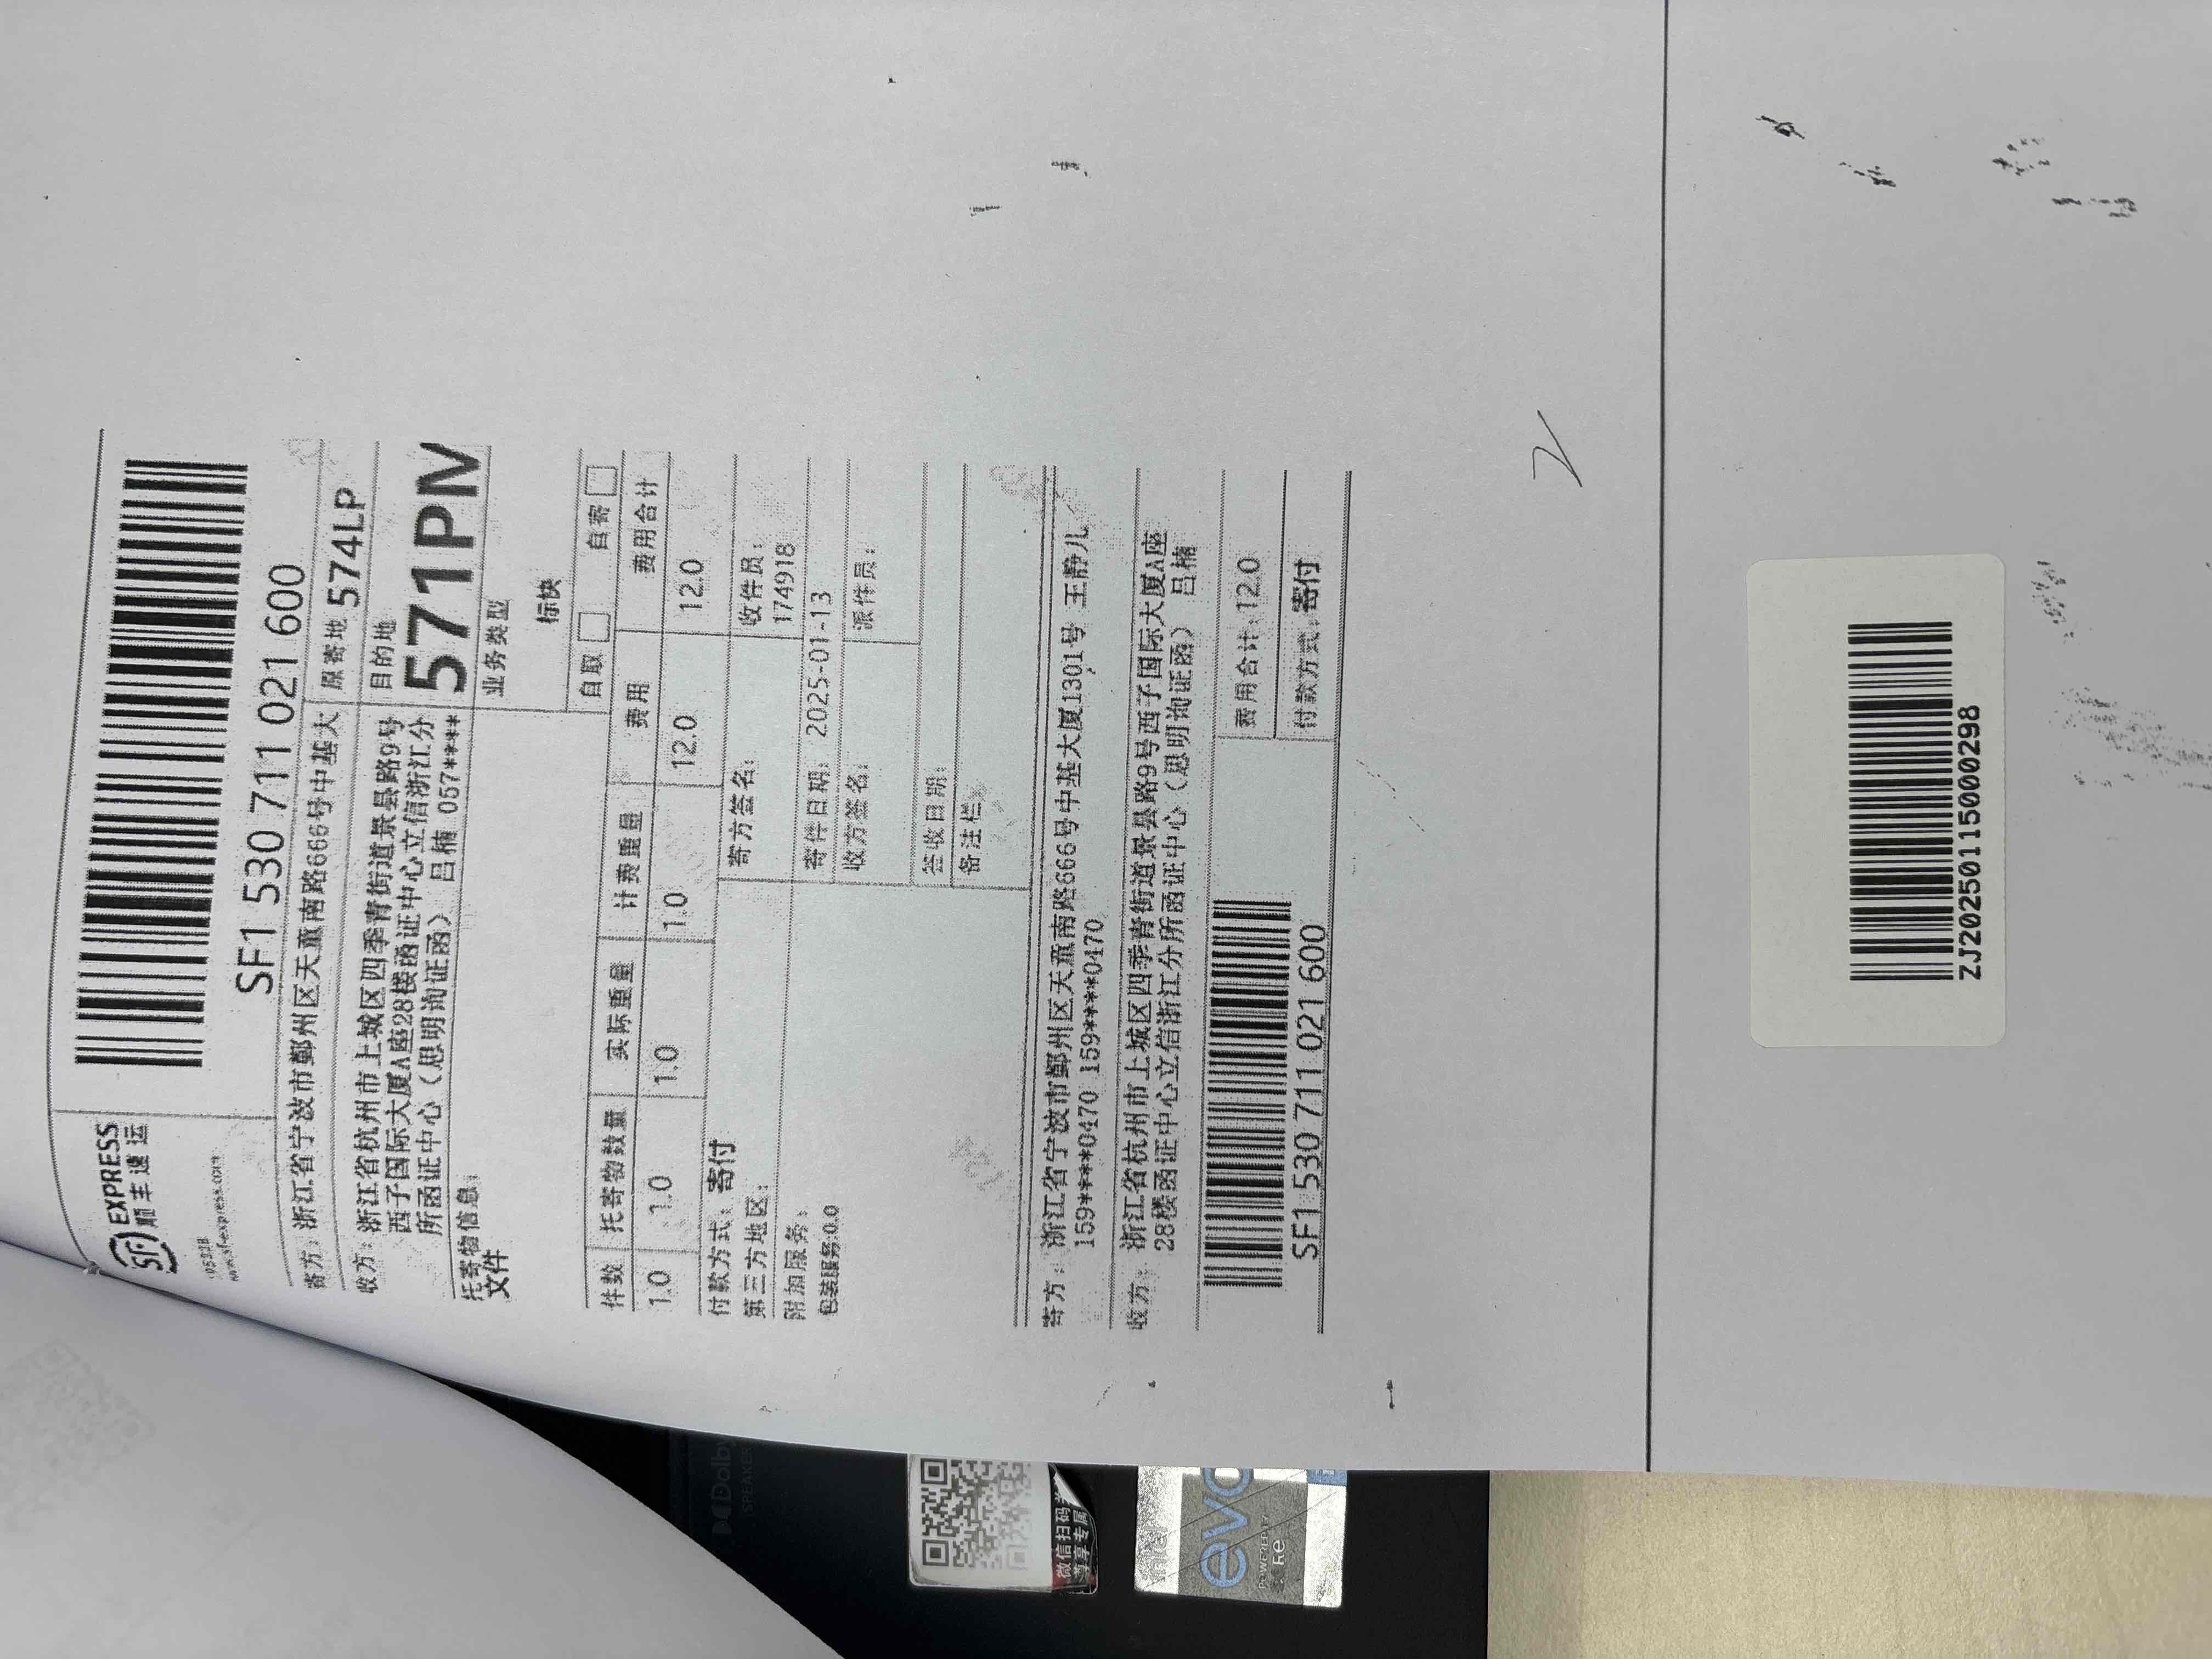 SF EXPRESS
顺丰速运
95338
www.sf-express.com
SF1 530 711 021 600
寄方：浙江省宁波市鄞州区天童南路666号中基大
原寄地 574LP
收方：浙江省杭州市上城区四季青街道景昙路9号
西子国际大厦A座28楼函证中心立信浙江分
所函证中心（思明询证函） 吕楠 057****
目的地
571PM
托寄物信息：
文件
业务类型
标快
自取 自寄
件数 托寄物数量 实际重量 计费重量 费用 费用合计
1.0 1.0 1.0 1.0 12.0 12.0
付款方式：寄付
第三方地区：
寄方签名：
收件员：
174918
附加服务：
包装服务:0.0
寄件日期： 2025-01-13
收方签名：
派件员：
签收日期：
备注栏
寄方：浙江省宁波市鄞州区天童南路666号中基大厦1301号 王静儿
159****0470 159****0470
收方：浙江省杭州市上城区四季青街道景昙路9号西子国际大厦A座
28楼函证中心立信浙江分所函证中心（思明询证函） 吕楠
SF1 530 711 021 600
费用合计：12.0
付款方式：寄付
2
ZJ20250115000298
Dolby
SPEAKER
微信扫码
尊享专属
intel
evo
POWERED BY